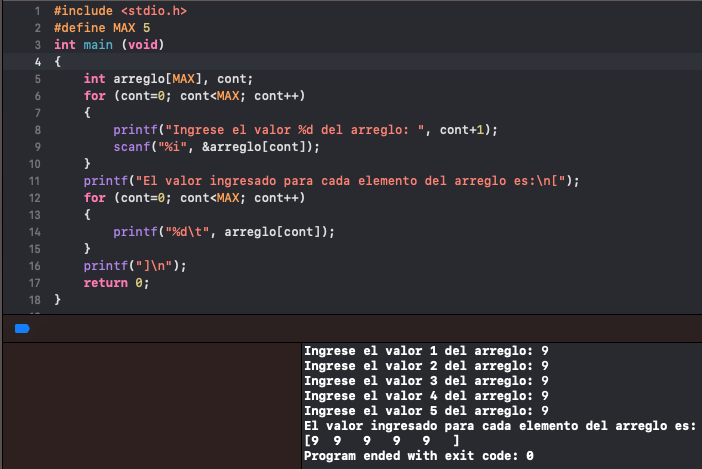 1 #include <stdio.h>
2 #define MAX 5
3 int main (void)
4 {
5 int arreglo[MAX], cont;
6 for (cont=0; cont<MAX; cont++)
7 {
8 printf("Ingrese el valor %d del arreglo: ", cont+1);
9 scanf("%i", &arreglo[cont]);
10 }
11 printf("El valor ingresado para cada elemento del arreglo es:\n[");
12 for (cont=0; cont<MAX; cont++)
13 {
14 printf("%d\t", arreglo[cont]);
15 }
16 printf("]\n");
17 return 0;
18 }
Ingrese el valor 1 del arreglo: 9
Ingrese el valor 2 del arreglo: 9
Ingrese el valor 3 del arreglo: 9
Ingrese el valor 4 del arreglo: 9
Ingrese el valor 5 del arreglo: 9
El valor ingresado para cada elemento del arreglo es:
[9 9 9 9 9 ]
Program ended with exit code: 0